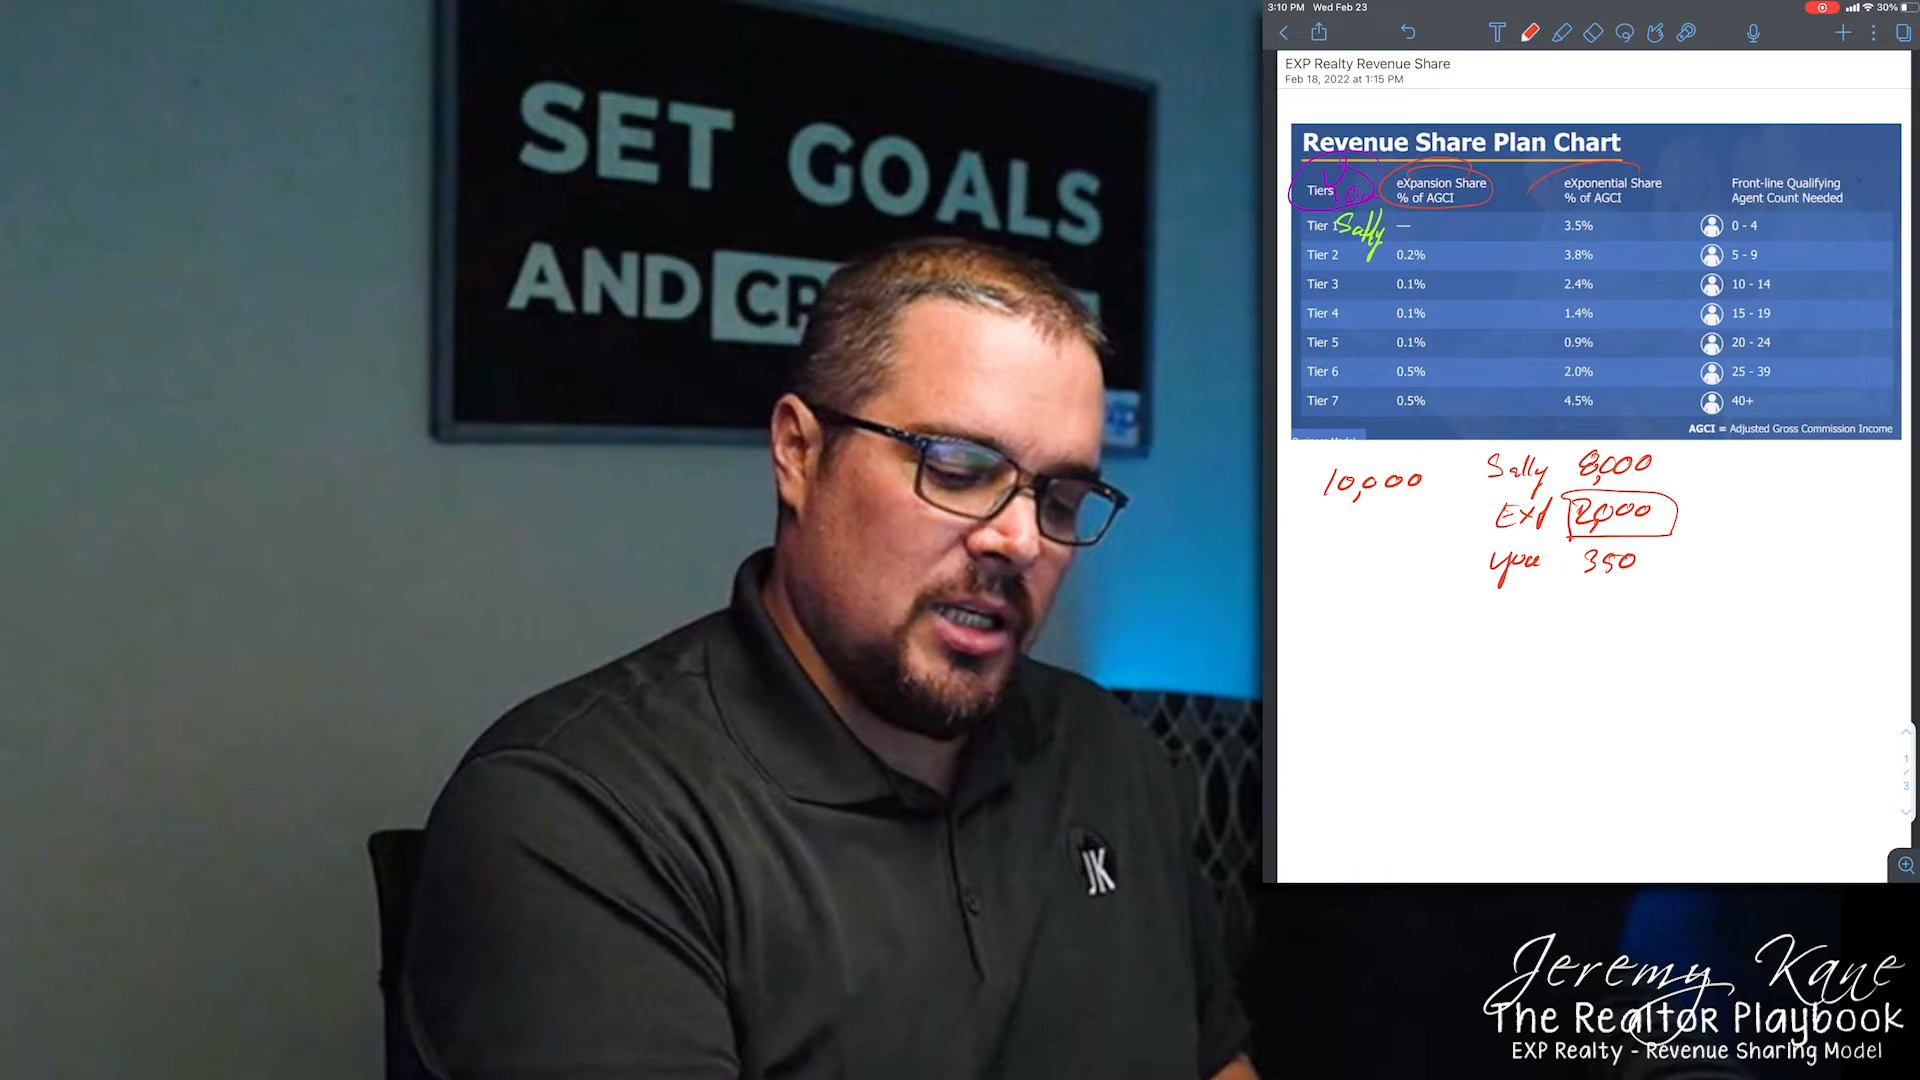 SET GOALS
AND
3:10 PM Wed Feb 23
30%
EXP Realty Revenue Share
Feb 18, 2022 at 1:15 PM
Revenue Share Plan Chart
Tiers
You
eXpansion Share
% of AGCI
eXponential Share
% of AGCI
Front-line Qualifying
Agent Count Needed
Tier 1 Sally — 3.5% 0 - 4
Tier 2 0.2% 3.8% 5 - 9
Tier 3 0.1% 2.4% 10 - 14
Tier 4 0.1% 1.4% 15 - 19
Tier 5 0.1% 0.9% 20 - 24
Tier 6 0.5% 2.0% 25 - 39
Tier 7 0.5% 4.5% 40+
AGCI = Adjusted Gross Commission Income
10,000
Sally 8,000
Exp 2,000
you 350
1
/
3
JK
Jeremy Kane
The Realtor Playbook
EXP Realty - Revenue Sharing Model